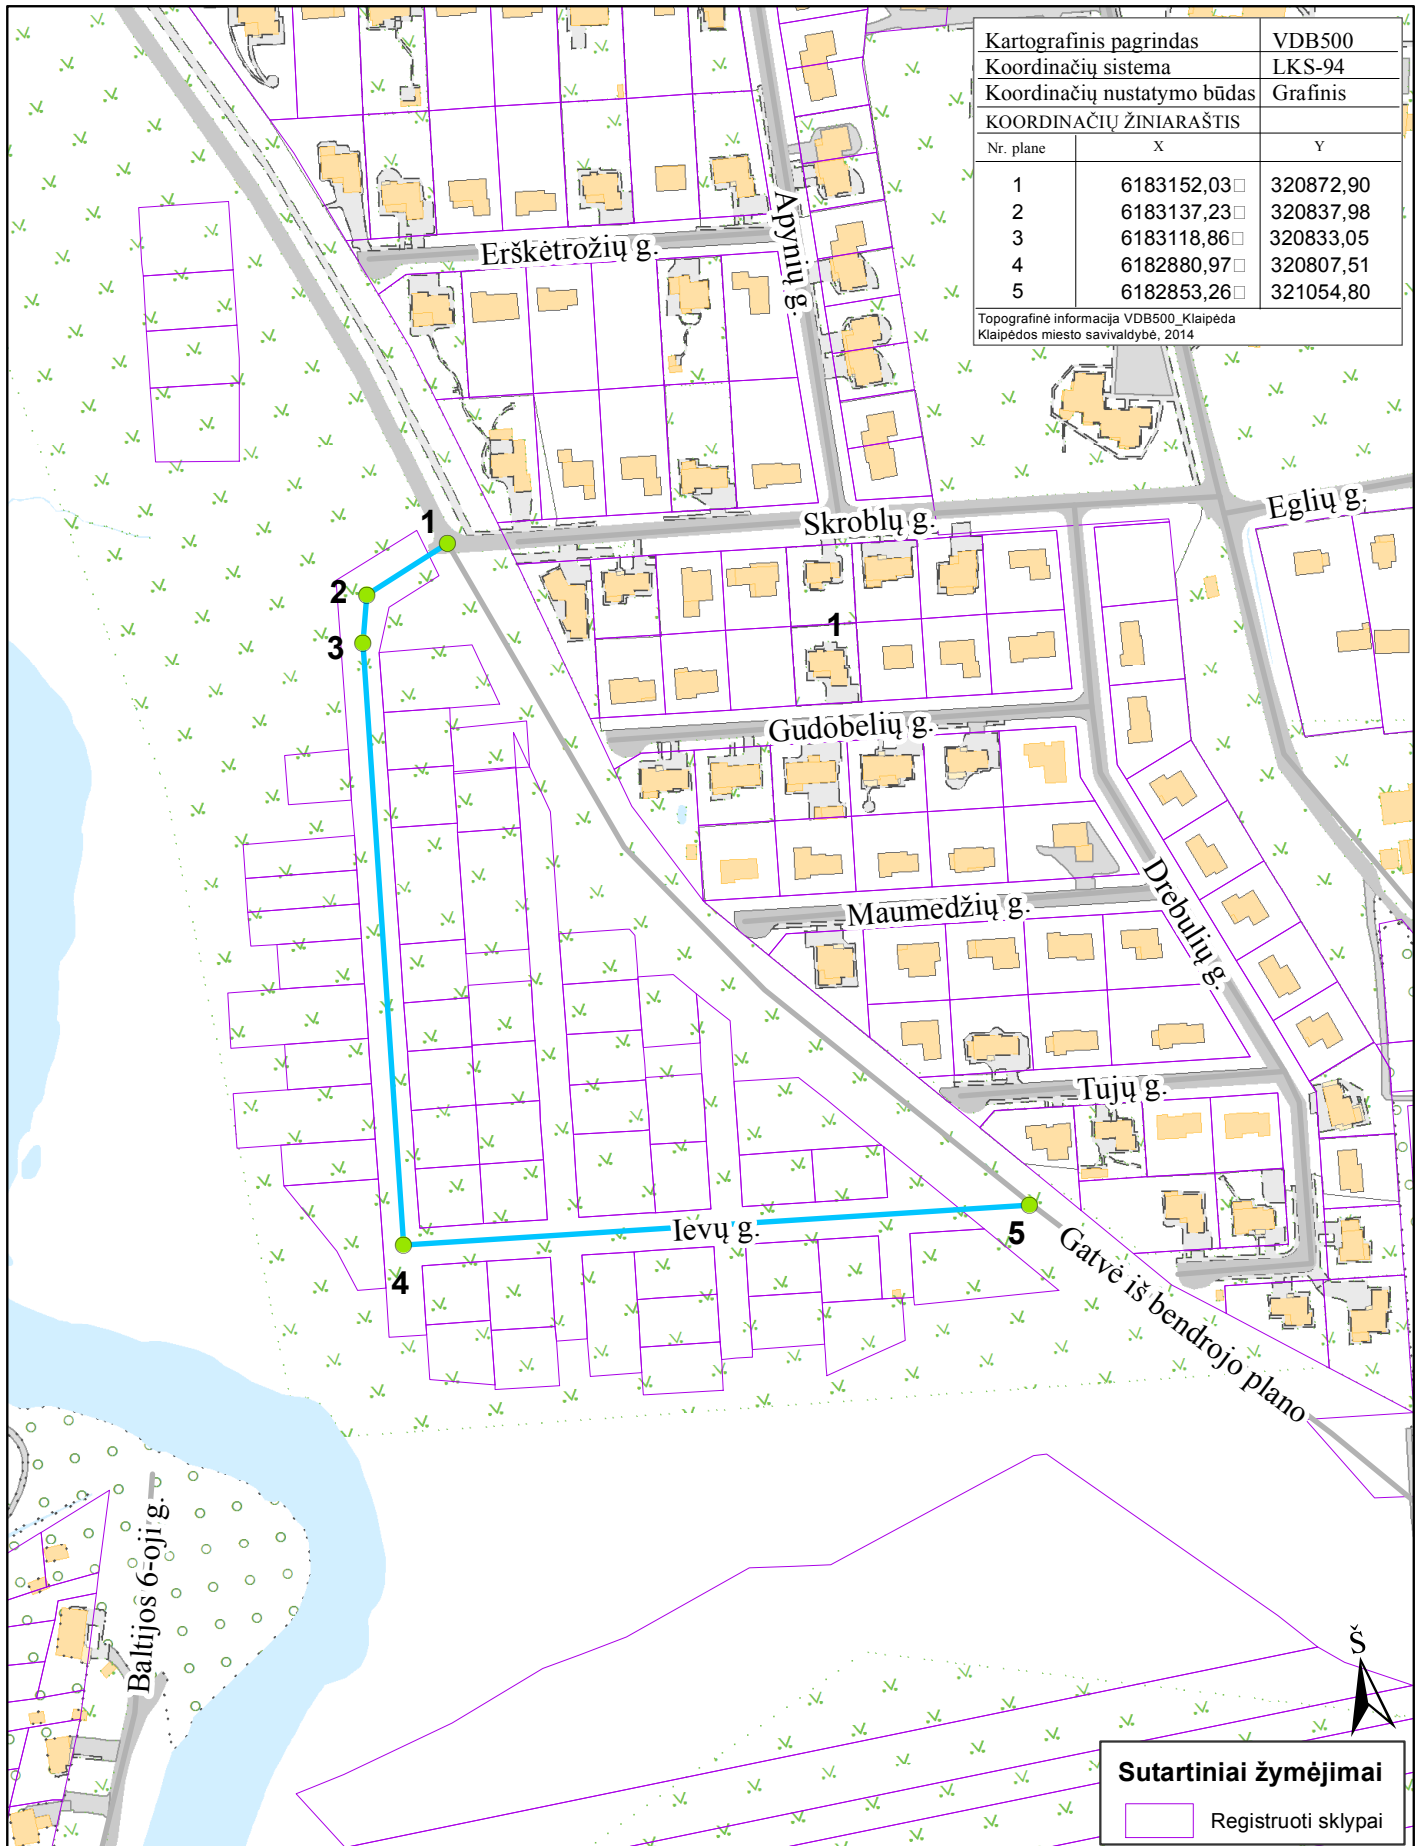 Kartografinis pagrindas VDB500
Koordinačių sistema LKS-94
Koordinačių nustatymo būdas Grafinis
KOORDINAČIŲ ŽINIARAŠTIS
Nr. plane X Y
1 6183152,03□ 320872,90
2 6183137,23□ 320837,98
3 6183118,86□ 320833,05
4 6182880,97□ 320807,51
5 6182853,26□ 321054,80
Topografinė informacija VDB500_Klaipėda
Klaipėdos miesto savivaldybė, 2014
Apynių g.
Erškėtrožių g.
Eglių g.
Skroblų g.
1
2
3
1
Gudobelių g.
Drebulių g.
Maumedžių g.
Tujų g.
Ievų g.
5
4
Gatvė iš bendrojo plano
Baltijos 6-oji g.
Š
Sutartiniai žymėjimai
Registruoti sklypai